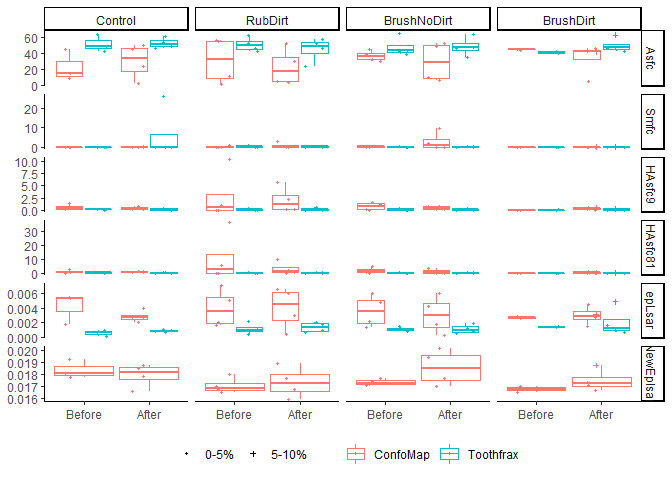 Control RubDirt BrushNoDirt BrushDirt
60
40
20
0
Asfc
20
10
0
Smfc
10.0
7.5
5.0
2.5
0.0
HAsfc9
30
20
10
0
HAsfc81
0.006
0.004
0.002
0.000
epLsar
0.020
0.019
0.018
0.017
0.016
NewEplsa
Before After Before After Before After Before After
0-5% 5-10% ConfoMap Toothfrax